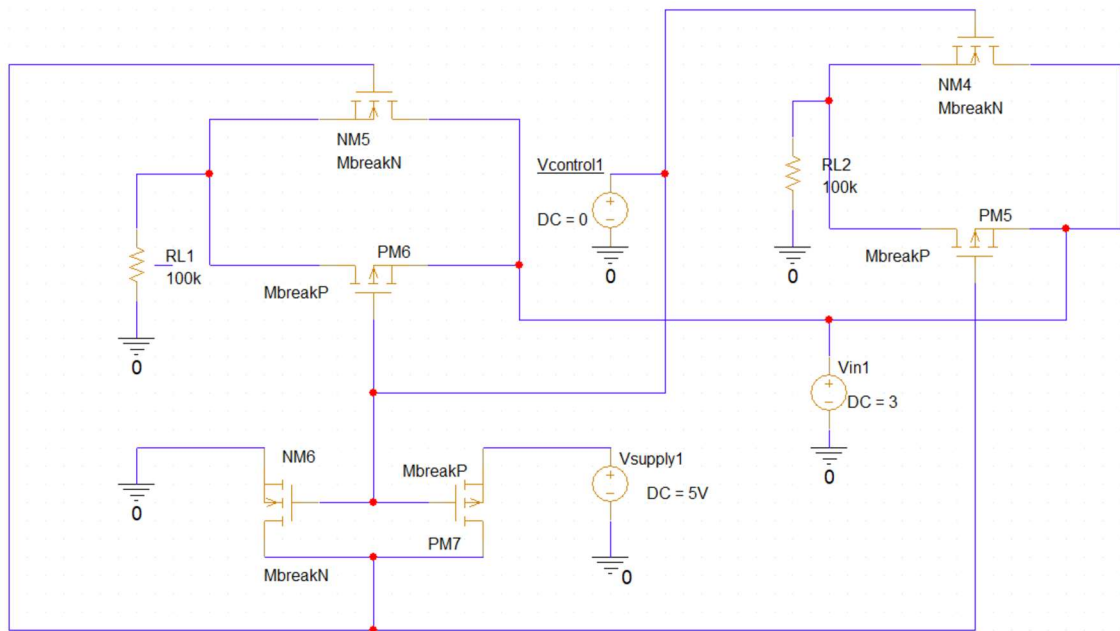 NM4
MbreakN
NM5
MbreakN
Vcontrol1
DC = 0
0
RL2
100k
0
PM5
MbreakP
PM6
MbreakP
RL1
100k
0
Vin1
DC = 3
0
NM6
MbreakN
0
MbreakP
PM7
Vsupply1
DC = 5V
0